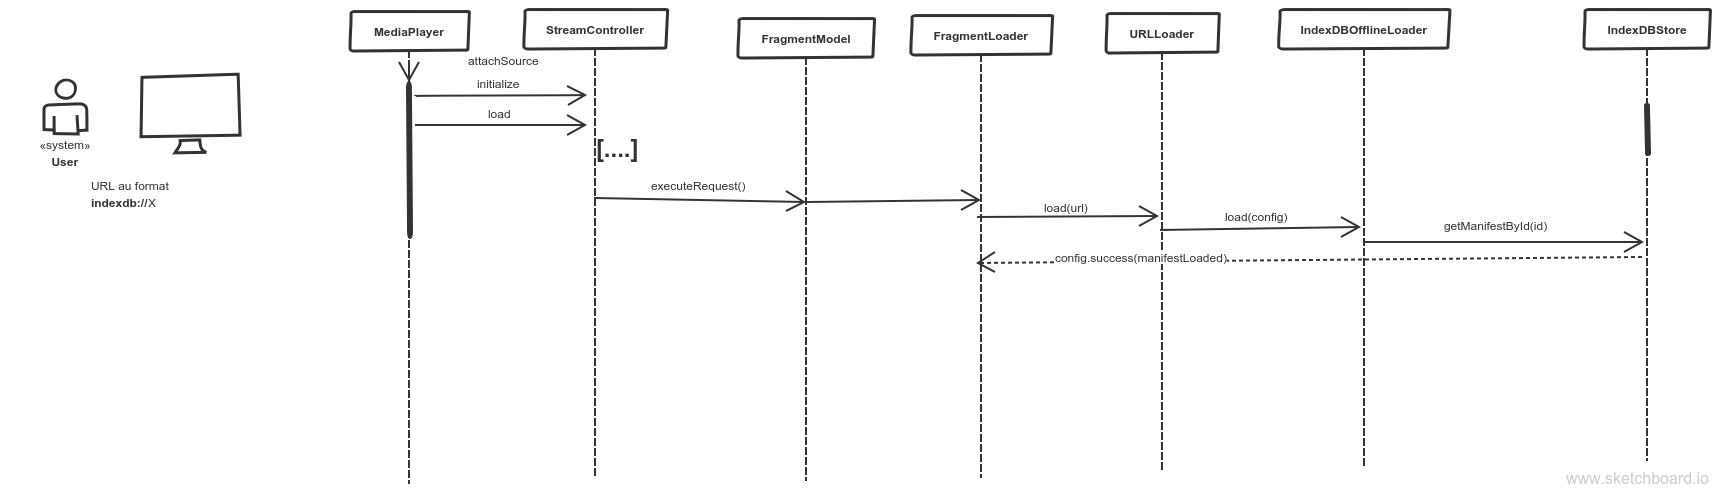 MediaPlayer
StreamController
FragmentModel
FragmentLoader
URLLoader
IndexDBOfflineLoader
IndexDBStore
attachSource
initialize
load
[....]
«system»
User
URL au format
indexdb://X
executeRequest()
load(url)
load(config)
getManifestById(id)
config.success(manifestLoaded)
www.sketchboard.io